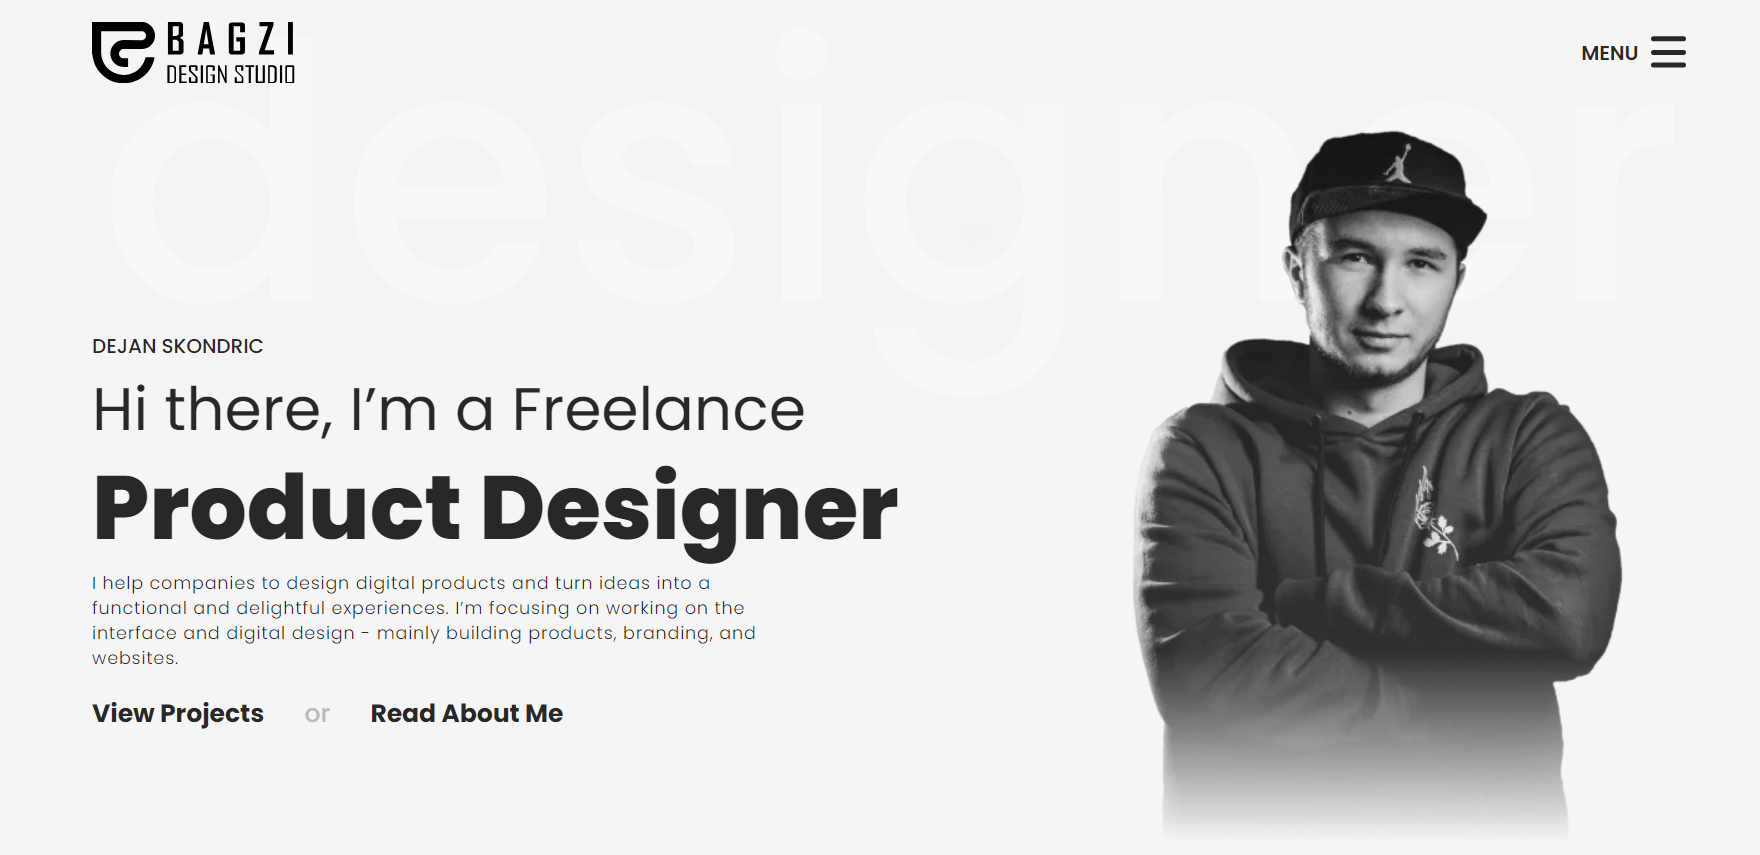 BAGZI
DESIGN STUDIO
MENU
designer
DEJAN SKONDRIC
Hi there, I’m a Freelance
Product Designer
I help companies to design digital products and turn ideas into a
functional and delightful experiences. I’m focusing on working on the
interface and digital design - mainly building products, branding, and
websites.
View Projects or Read About Me